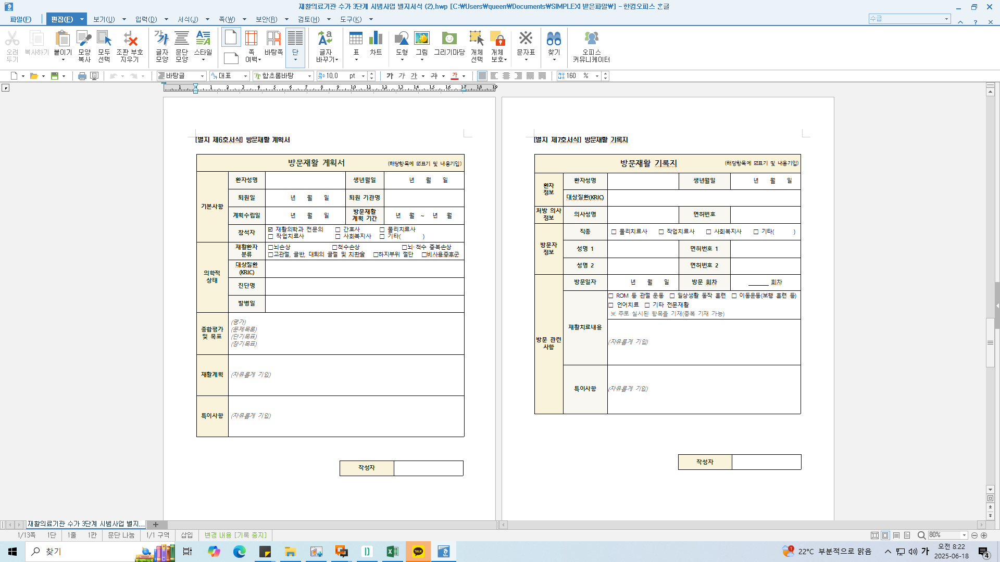 재활의료기관 수가 3단계 시범사업 별지서식 (2).hwp [C:₩Users₩queen₩Documents₩SIMPLEXI 받은파일₩] - 한컴오피스 혼글
파일(F) 편집(E) 보기(U) 입력(D) 서식(J) 쪽(W) 보안(R) 검토(H) 도구(K) 수급
오려 두기
복사하기
붙이기
모양 복사
모두 선택
조판 부호 지우기
글자 모양
문단 모양
스타일
쪽 여백
바탕쪽
단
글자 바꾸기
표
차트
도형
그림
그리기마당
개체 선택
개체 보호
문자표
찾기
오피스 커뮤니케이터
바탕글 대표 함초롬바탕 10.0 pt 가 가 가 가 가 160 %
1 1 2 3 4 5 6 7 8 9 10 11 12 13 14 15 16 17 18 19
[별지 제6호서식] 방문재활 계획서
방문재활 계획서 (해당항목에 ☑표기 및 내용기입)
기본사항
환자성명 생년월일 년 월 일
퇴원일 년 월 일 퇴원 기관명
계획수립일 년 월 일 방문재활 계획 기간 년 월 ~ 년 월
참석자 ☑ 재활의학과 전문의 □ 간호사 □ 물리치료사
□ 작업치료사 □ 사회복지사 □ 기타( )
의학적 상태
재활환자 분류 □뇌손상 □척수손상 □뇌·척수 중복손상
□고관절, 골반, 대퇴의 골절 및 치환술 □하지부위 절단 □비사용증후군
대상질환 (KRIC)
진단명
발병일
종합평가 및 목표
(평가)
(문제목록)
(단기목표)
(장기목표)
재활계획 (자유롭게 기입)
특이사항 (자유롭게 기입)
작성자
[별지 제7호서식] 방문재활 기록지
방문재활 기록지 (해당항목에 ☑표기 및 내용기입)
환자 정보
환자성명 생년월일 년 월 일
대상질환(KRIC)
처방 의사 정보 의사성명 면허번호
방문자 정보
직종 □ 물리치료사 □ 작업치료사 □ 사회복지사 □ 기타( )
성명 1 면허번호 1
성명 2 면허번호 2
방문 관련 사항
방문일자 년 월 일 방문 회차 ______ 회차
재활치료내용
□ ROM 등 관절 운동 □ 일상생활 동작 훈련 □ 이동운동(보행 훈련 등)
□ 언어치료 □ 기타 전문재활
※ 주로 실시된 항목을 기재(중복 기재 가능)
(자유롭게 기입)
특이사항 (자유롭게 기입)
작성자
재활의료기관 수가 3단계 시범사업 별지...
1/13쪽 1단 1줄 1칸 문단 나눔 1/1 구역 삽입 변경 내용 [기록 중지] 80%
찾기
TALK
1
22°C 부분적으로 맑음
가
오전 8:22
2025-06-18
4